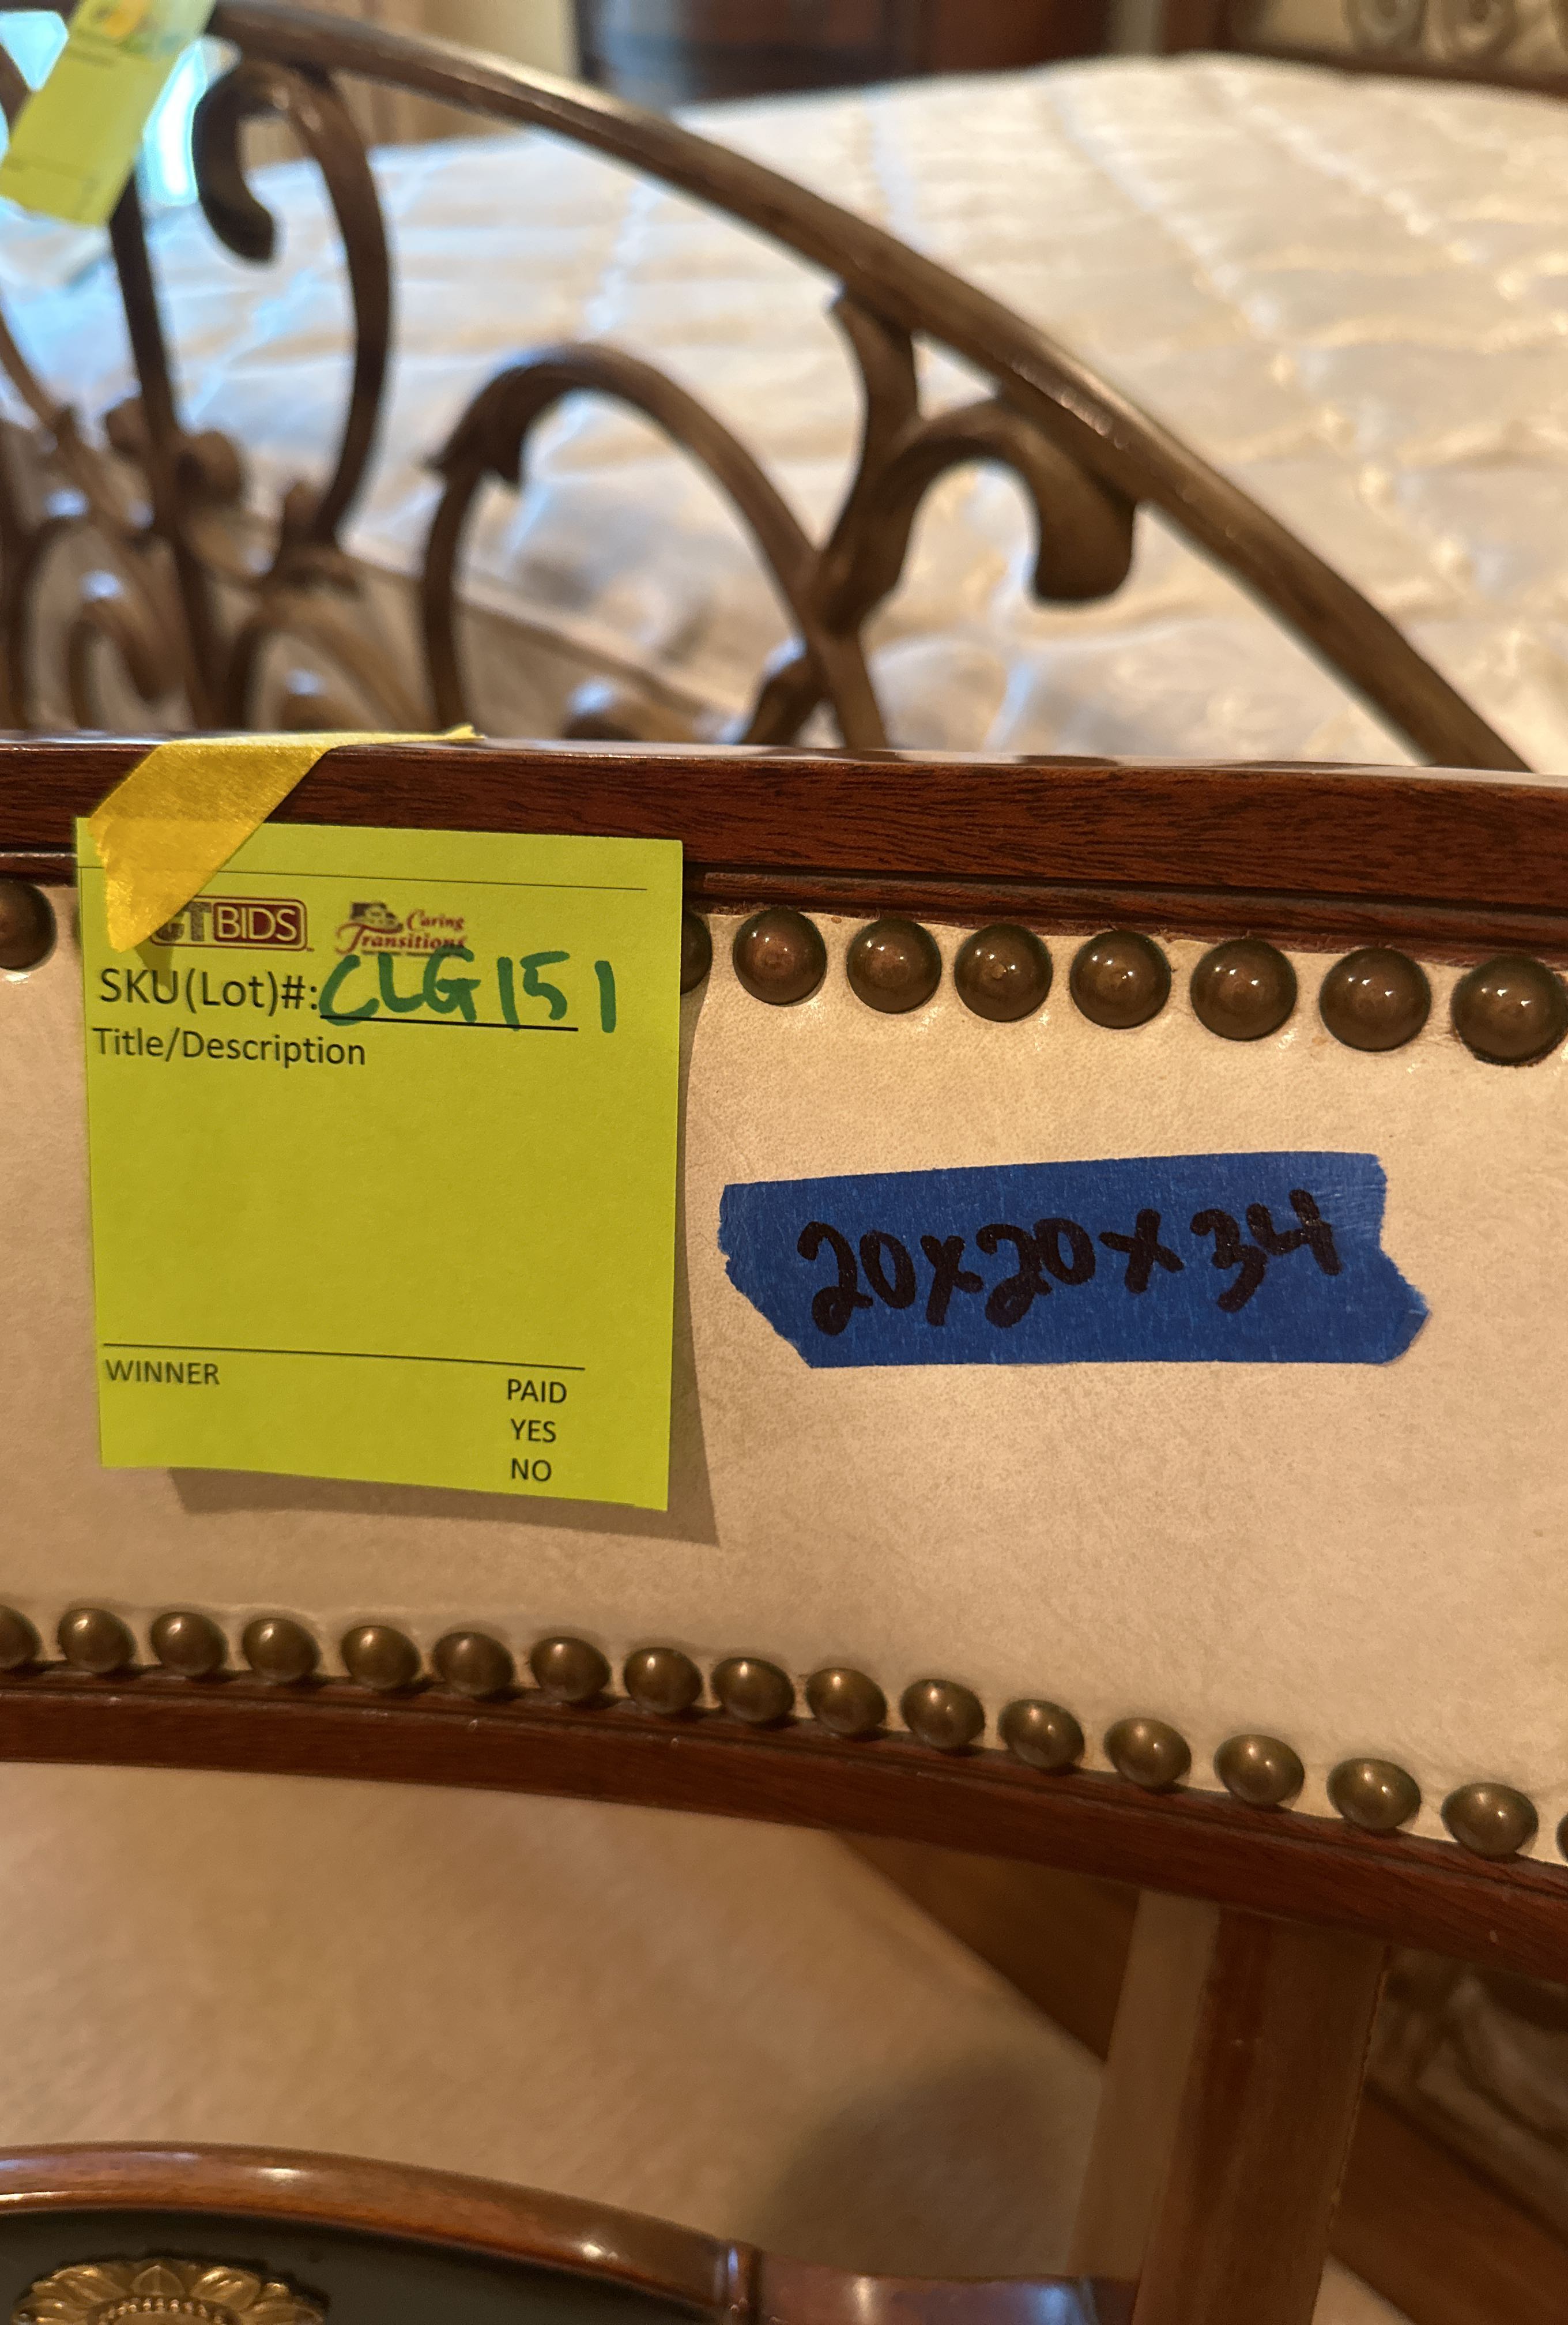 CTBIDS
Caring
Transitions
SKU(Lot)#: CLG151
Title/Description
20x20x34
WINNER
PAID
YES
NO